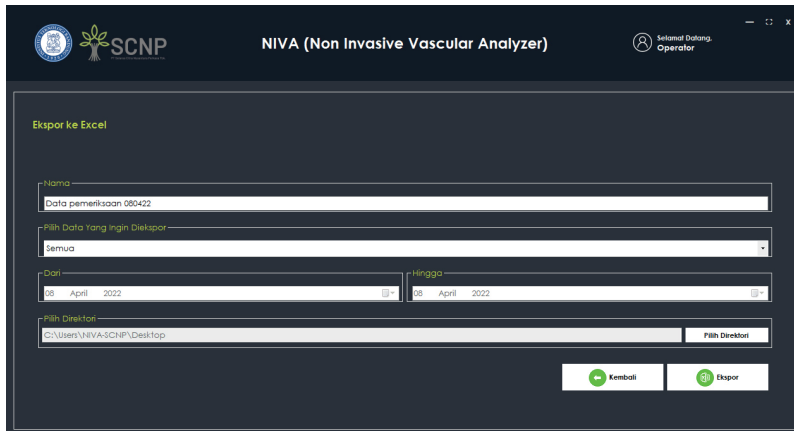 SCNP
NIVA (Non Invasive Vascular Analyzer)
Selamat Datang,
Operator
Ekspor ke Excel
Nama
Data pemeriksaan 080422
Pilih Data Yang Ingin Diekspor
Semua
Dari
08 April 2022
Hingga
08 April 2022
Pilih Direktori
C:\Users\NIVA-SCNP\Desktop
Pilih Direktori
Kembali
Ekspor